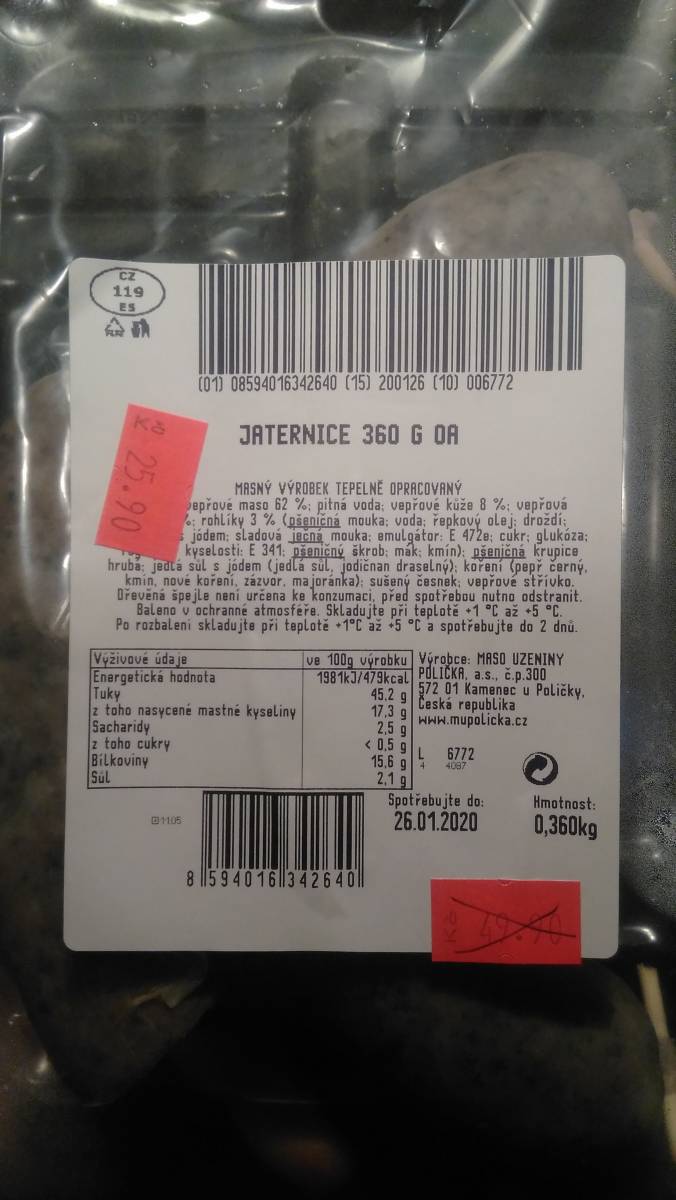 CZ
119
ES
(01) 08594016342640 (15) 200126 (10) 006772
JATERNICE 360 G OA
Kč 25.90
MASNÝ VÝROBEK TEPELNĚ OPRACOVANÝ
vepřové maso 62 %; pitná voda; vepřové kůže 8 %; vepřová
%; rohlíky 3 % (pšeničná mouka; voda; řepkový olej; droždí;
jódem; sladová ječná mouka; emulgátor: E 472e; cukr; glukóza;
kyselosti: E 341; pšeničný škrob; mák; kmín); pšeničná krupice
hrubá; jedlá sůl s jódem (jedlá sůl, jodičnan draselný); koření (pepř černý,
kmín, nové koření, zázvor, majoránka); sušený česnek; vepřové střívko.
Dřevěná špejle není určena ke konzumaci, před spotřebou nutno odstranit.
Baleno v ochranné atmosféře. Skladujte při teplotě +1 °C až +5 °C.
Po rozbalení skladujte při teplotě +1°C až +5 °C a spotřebujte do 2 dnů.
Výživové údaje ve 100g výrobku
Energetická hodnota 1981kJ/479kcal
Tuky 45,2 g
z toho nasycené mastné kyseliny 17,3 g
Sacharidy 2,5 g
z toho cukry < 0,5 g
Bílkoviny 15,6 g
Sůl 2,1 g
Výrobce: MASO UZENINY
POLIČKA, a.s., č.p.300
572 01 Kamenec u Poličky,
Česká republika
www.mupolicka.cz
L 6772
4 4087
Spotřebujte do:
26.01.2020
Hmotnost:
0,360kg
1105
8 594016 342640
Kč 49.90